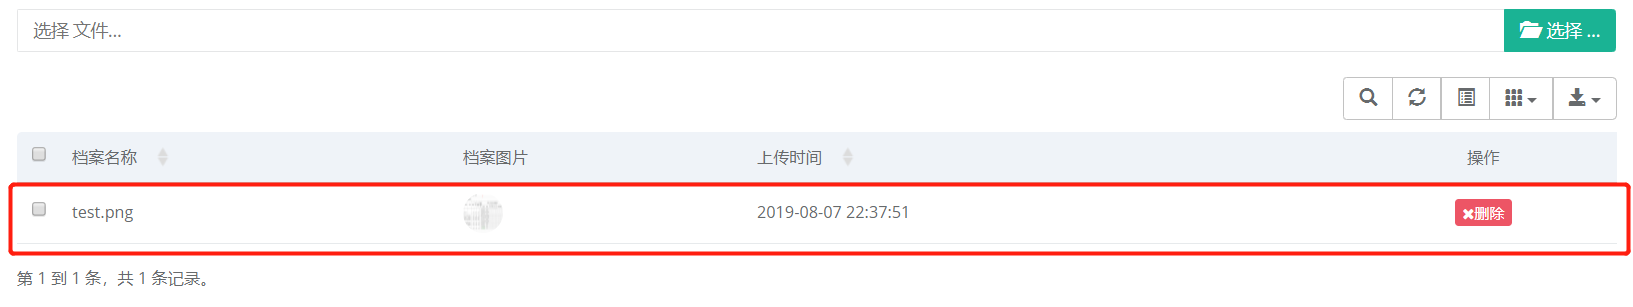 选择 文件...
选择 ...
档案名称 档案图片 上传时间 操作
test.png 2019-08-07 22:37:51 删除
第 1 到 1 条，共 1 条记录。